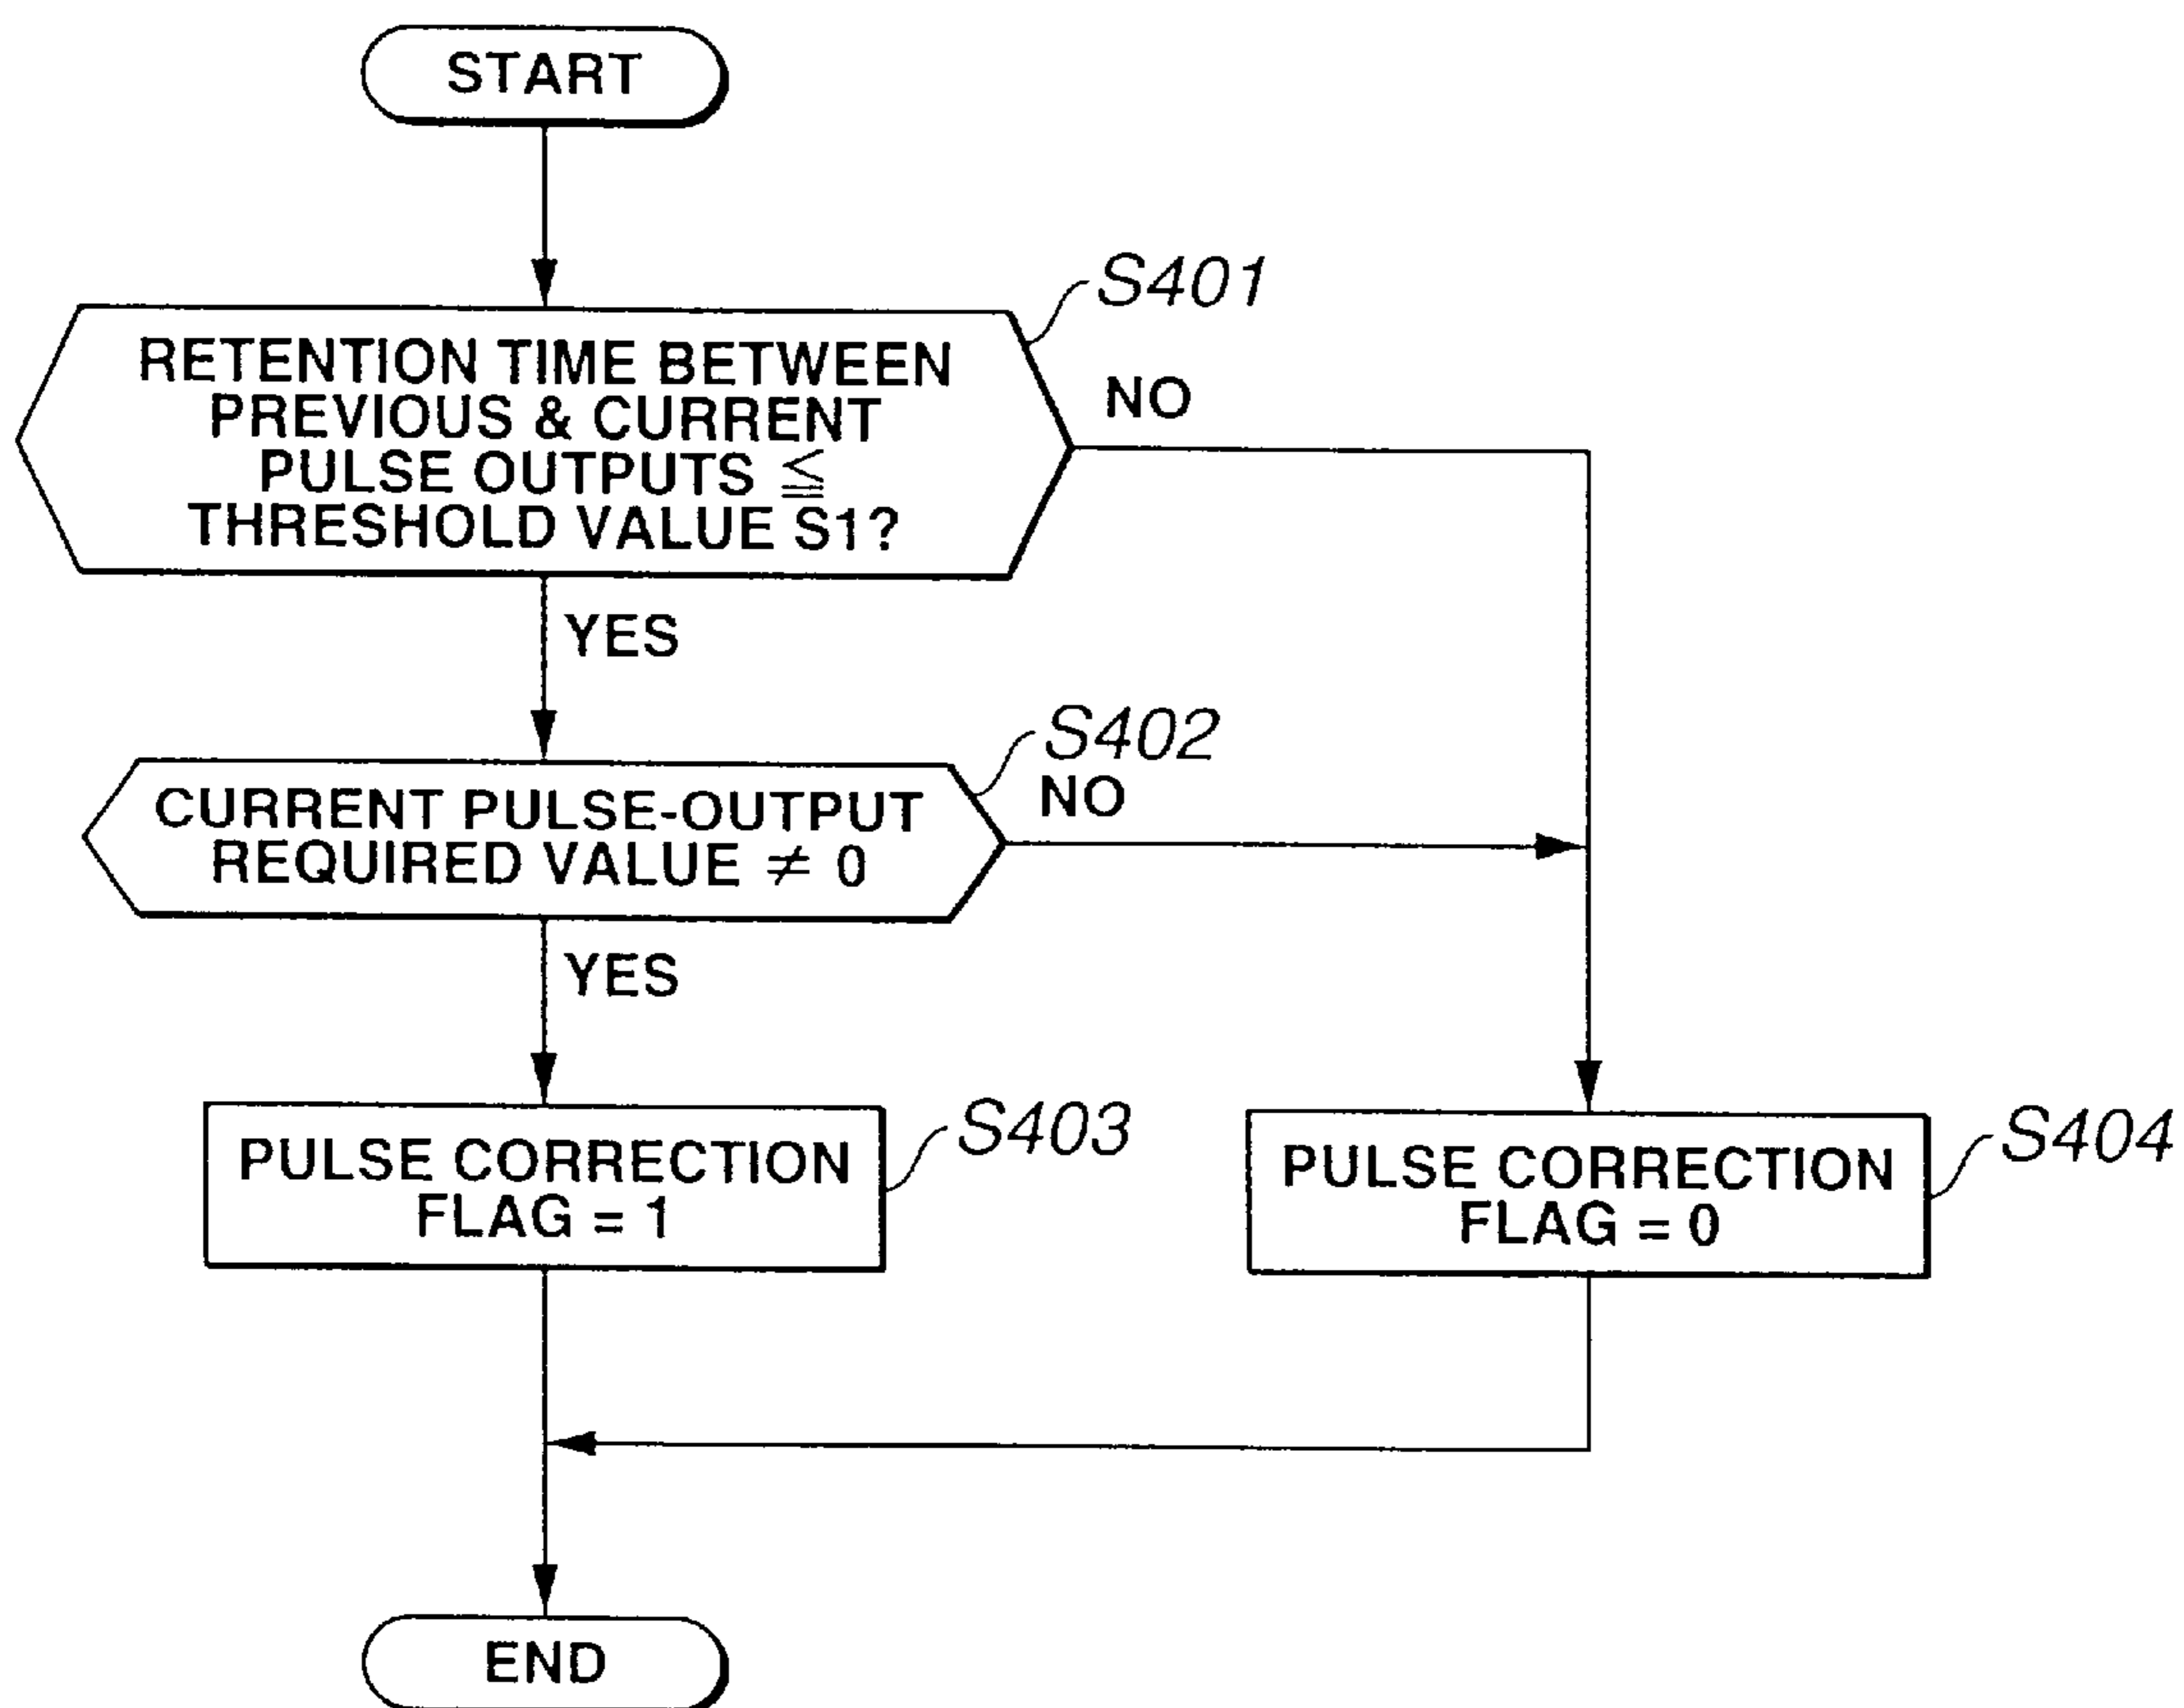 START
S401
RETENTION TIME BETWEEN
PREVIOUS & CURRENT
PULSE OUTPUTS ≦
THRESHOLD VALUE S1?
NO
YES
S402
CURRENT PULSE-OUTPUT
REQUIRED VALUE ≠ 0
NO
YES
S403
PULSE CORRECTION
FLAG = 1
S404
PULSE CORRECTION
FLAG = 0
END